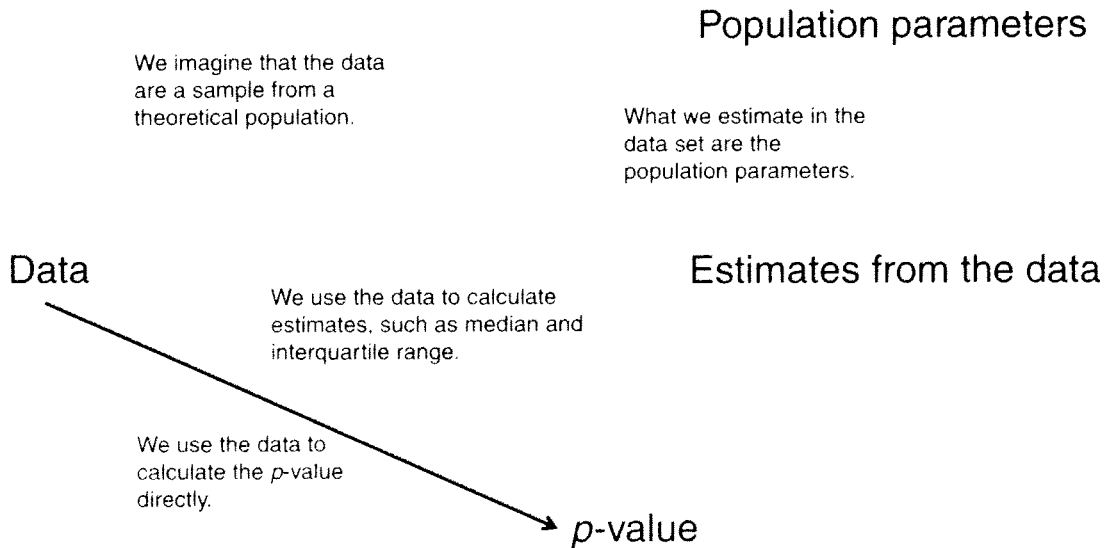 Population parameters
We imagine that the data
are a sample from a
theoretical population.
What we estimate in the
data set are the
population parameters.
Data
Estimates from the data
We use the data to calculate
estimates, such as median and
interquartile range.
We use the data to
calculate the p-value
directly.
p-value